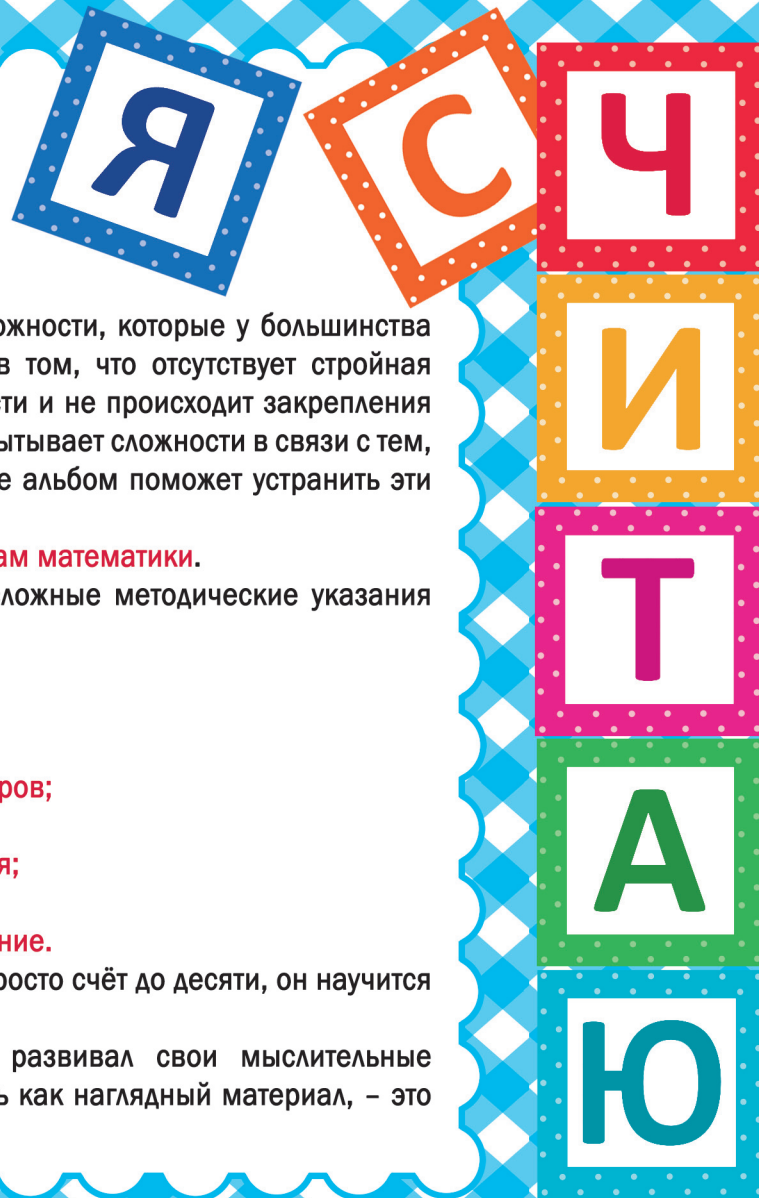 Я С Ч
И
Т
А
Ю
ожности, которые у большинства
в том, что отсутствует стройная
сти и не происходит закрепления
ытывает сложности в связи с тем,
е альбом поможет устранить эти
ам математики.
ложные методические указания
ров;
я;
ние.
росто счёт до десяти, он научится
развивал свои мыслительные
ь как наглядный материал, – это